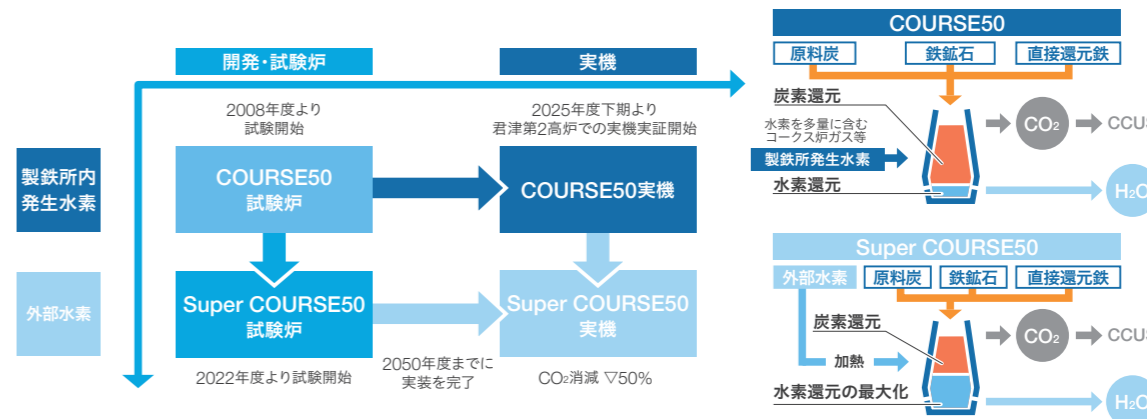 開発・試験炉
実機
2008年度より
試験開始
2025年度下期より
君津第2高炉での実機実証開始
製鉄所内
発生水素
COURSE50
試験炉
COURSE50実機
外部水素
Super COURSE50
試験炉
Super COURSE50
実機
2022年度より試験開始
2050年度までに
実装を完了
CO₂消減 ▽50%
COURSE50
原料炭
鉄鉱石
直接還元鉄
炭素還元
水素を多量に含む
コークス炉ガス等
製鉄所発生水素
水素還元
CO₂
CCUS
H₂O
Super COURSE50
外部水素
原料炭
鉄鉱石
直接還元鉄
炭素還元
加熱
水素還元の最大化
CO₂
CCUS
H₂O